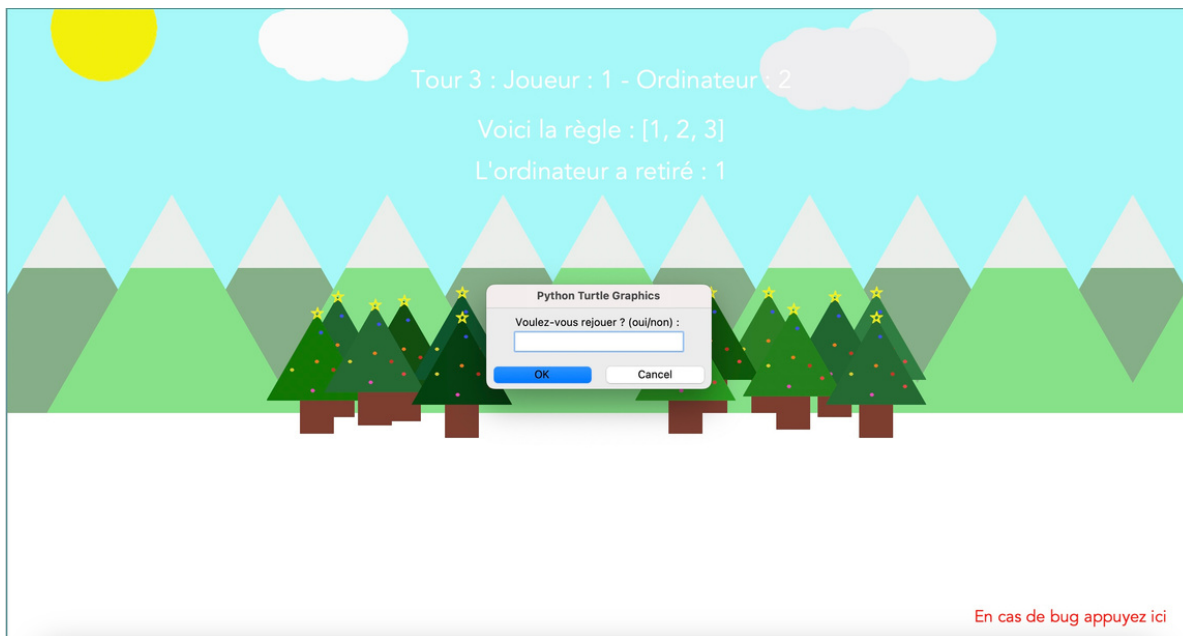 Tour 3 : Joueur : 1 - Ordinateur : 2
Voici la règle : [1, 2, 3]
L'ordinateur a retiré : 1
Python Turtle Graphics
Voulez-vous rejouer ? (oui/non) :
OK
Cancel
En cas de bug appuyez ici